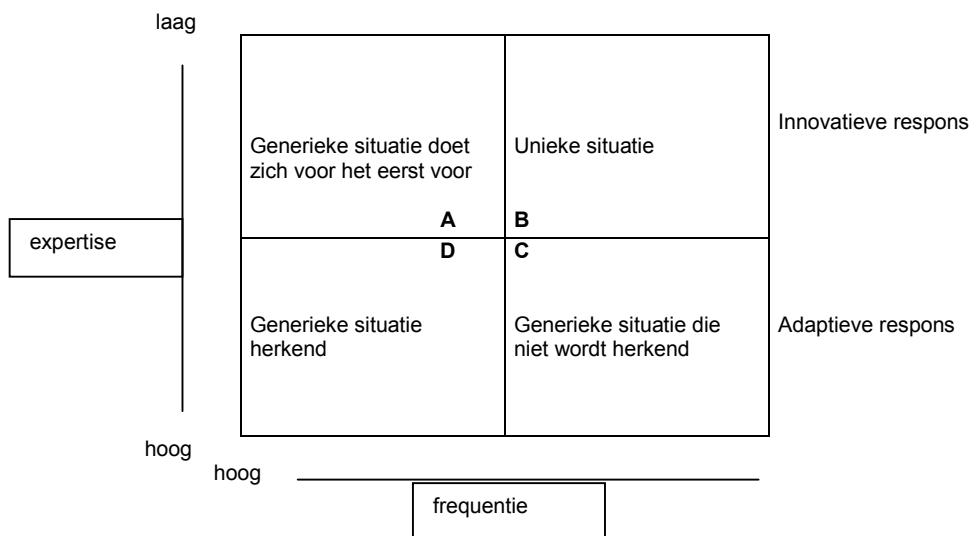 laag
Generieke situatie doet
zich voor het eerst voor
Unieke situatie
Innovatieve respons
A
B
expertise
D
C
Generieke situatie
herkend
Generieke situatie die
niet wordt herkend
Adaptieve respons
hoog
hoog
frequentie